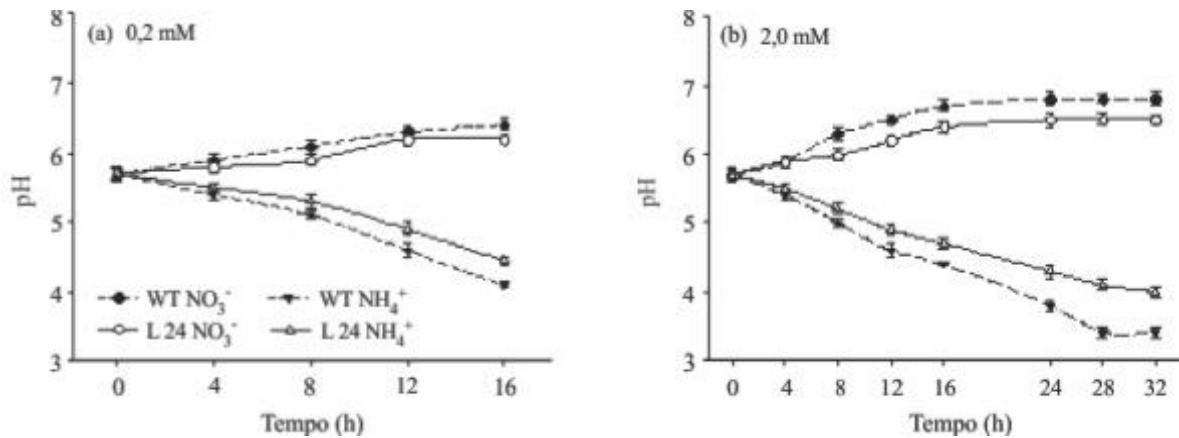 (a) 0,2 mM
8
7
6
5
4
3
pH
WT NO₃⁻
WT NH₄⁺
L 24 NO₃⁻
L 24 NH₄⁺
0 4 8 12 16
Tempo (h)
(b) 2,0 mM
8
7
6
5
4
3
pH
0 4 8 12 16 24 28 32
Tempo (h)